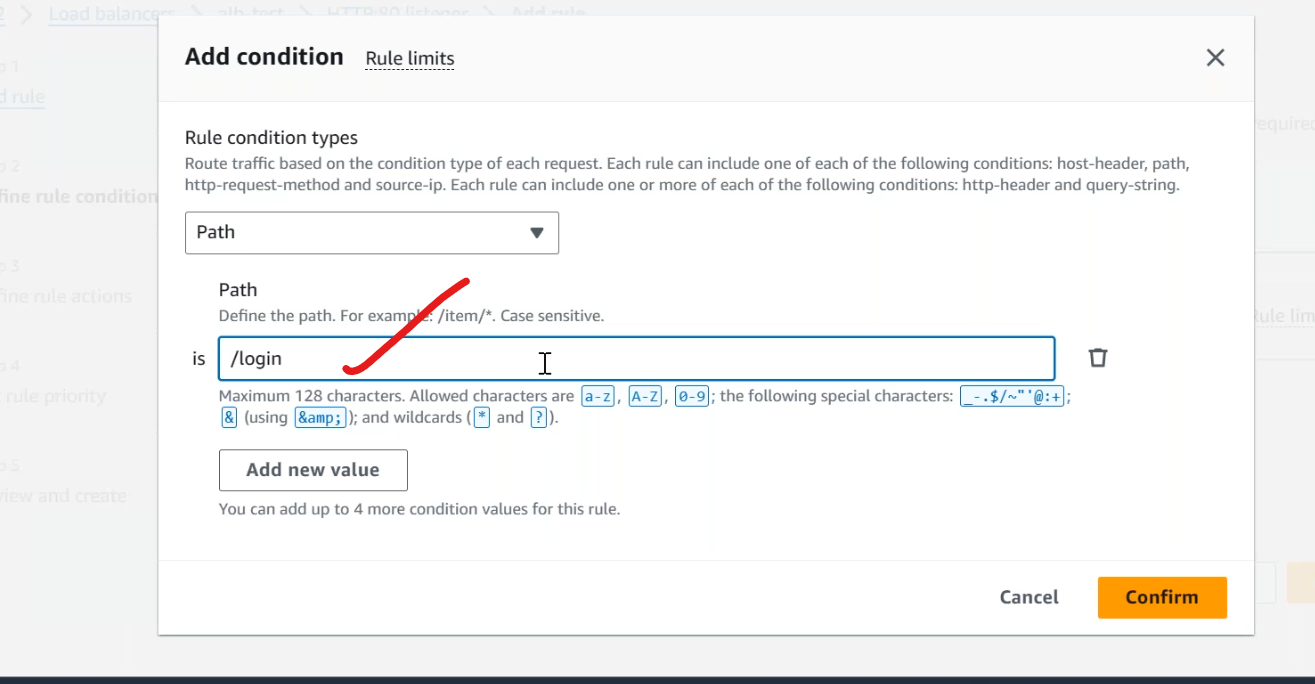 Load balancers > alb-test > HTTP:80 listener > Add rule
Add condition Rule limits
Rule condition types
Route traffic based on the condition type of each request. Each rule can include one of each of the following conditions: host-header, path,
http-request-method and source-ip. Each rule can include one or more of each of the following conditions: http-header and query-string.
Path
Path
Define the path. For example: /item/*. Case sensitive.
is /login
Maximum 128 characters. Allowed characters are a-z, A-Z, 0-9; the following special characters: _-.$/~"'@:+;
& (using &amp;); and wildcards (* and ?).
Add new value
You can add up to 4 more condition values for this rule.
Cancel Confirm
1
d rule
2
fine rule condition
3
fine rule actions
4
rule priority
5
view and create
required
Rule lim